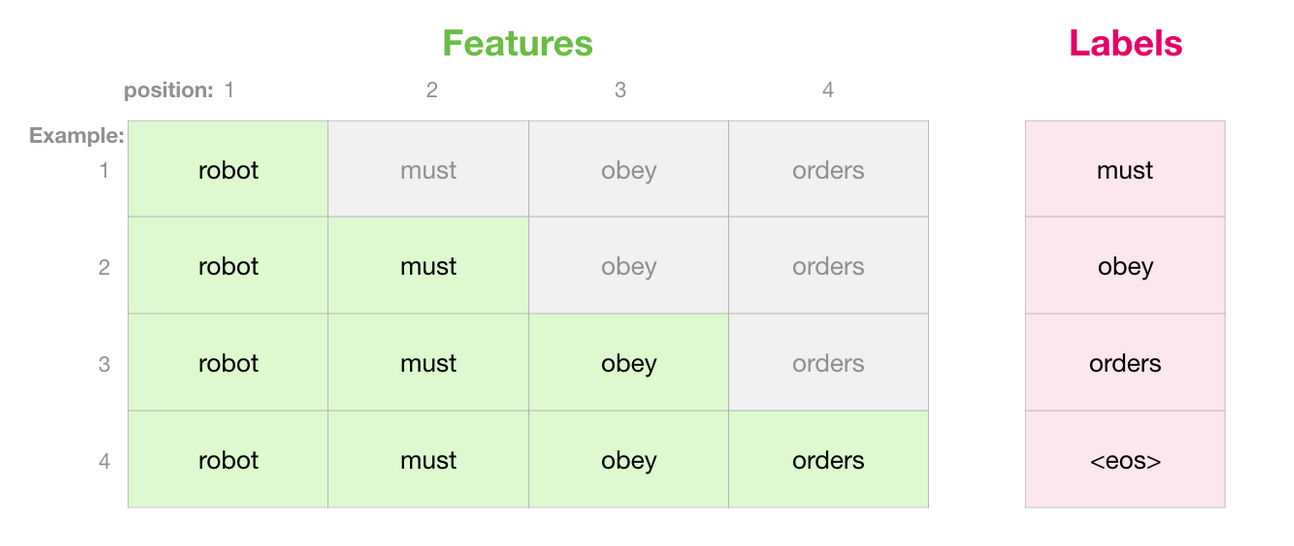 Features Labels
position: 1 2 3 4
Example:
1 robot must obey orders must
2 robot must obey orders obey
3 robot must obey orders orders
4 robot must obey orders <eos>